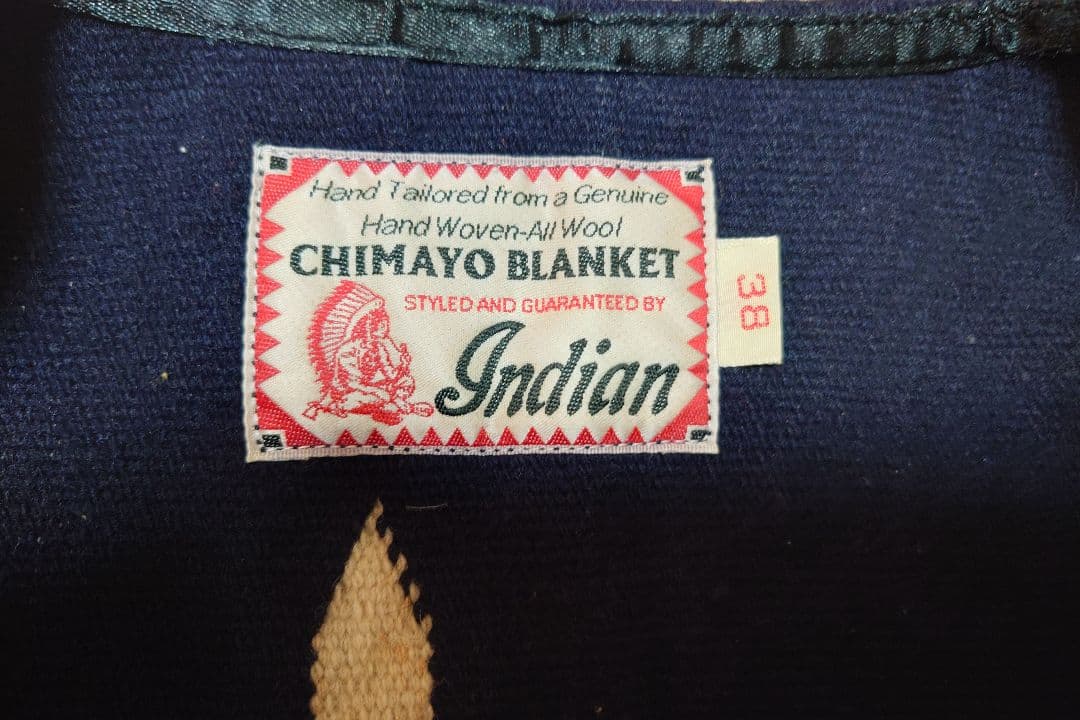 Hand Tailored from a Genuine
Hand Woven-All Wool
CHIMAYO BLANKET
STYLED AND GUARANTEED BY
Indian
38